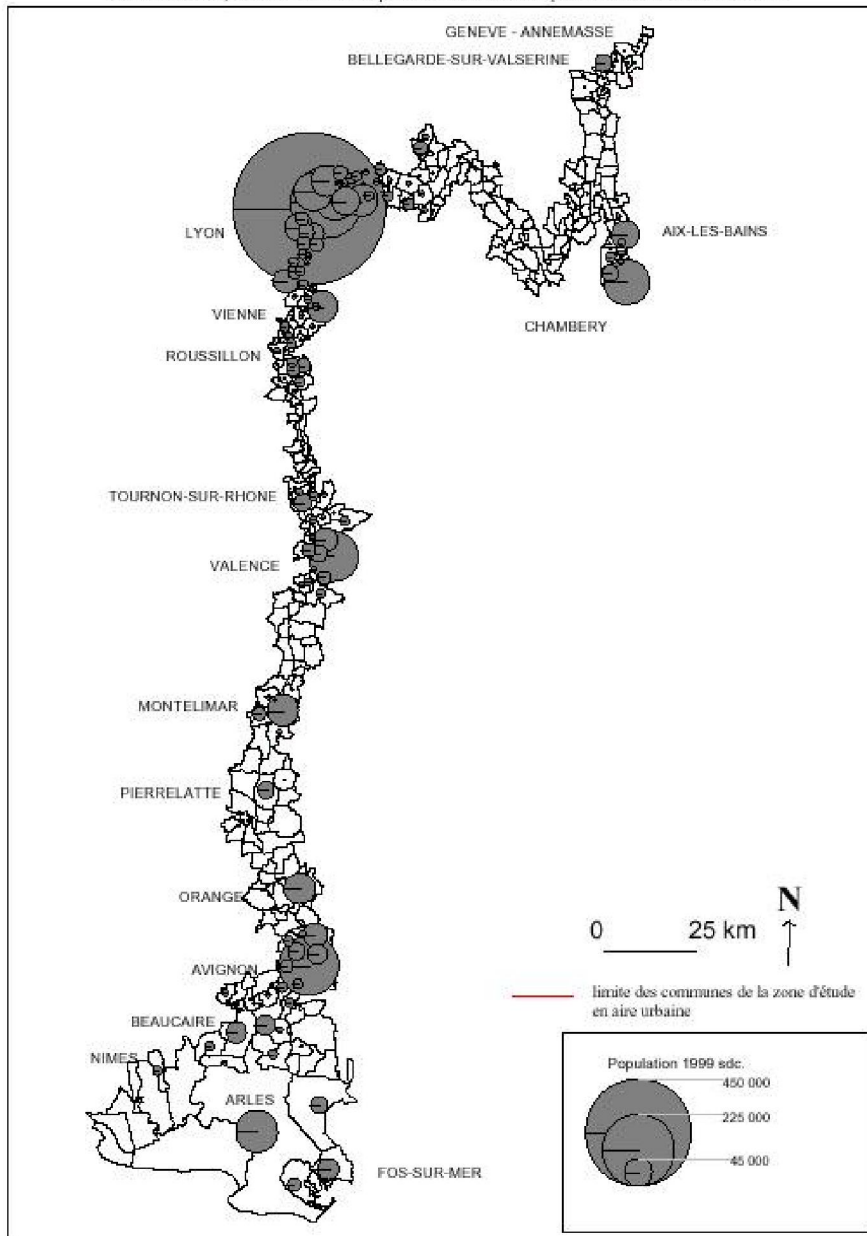 GENEVE - ANNEMASSE
BELLEGARDE-SUR-VALSERINE
LYON
AIX-LES-BAINS
VIENNE
CHAMBERY
ROUSSILLON
TOURNON-SUR-RHONE
VALENCE
MONTELIMAR
PIERRELATTE
ORANGE
N
0 25 km
AVIGNON
limite des communes de la zone d'étude
en aire urbaine
BEAUCAIRE
NIMES
Population 1999 sdc.
450 000
ARLES
225 000
45 000
FOS-SUR-MER